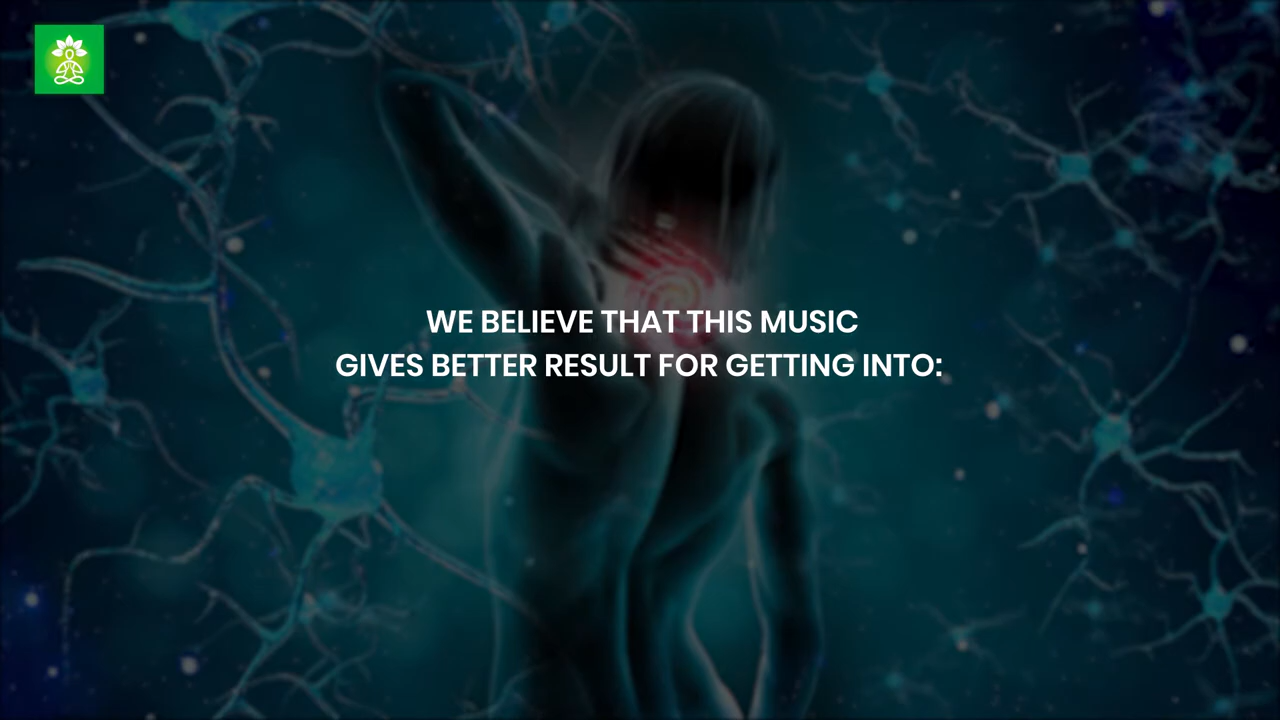 WE BELIEVE THAT THIS MUSIC
GIVES BETTER RESULT FOR GETTING INTO: